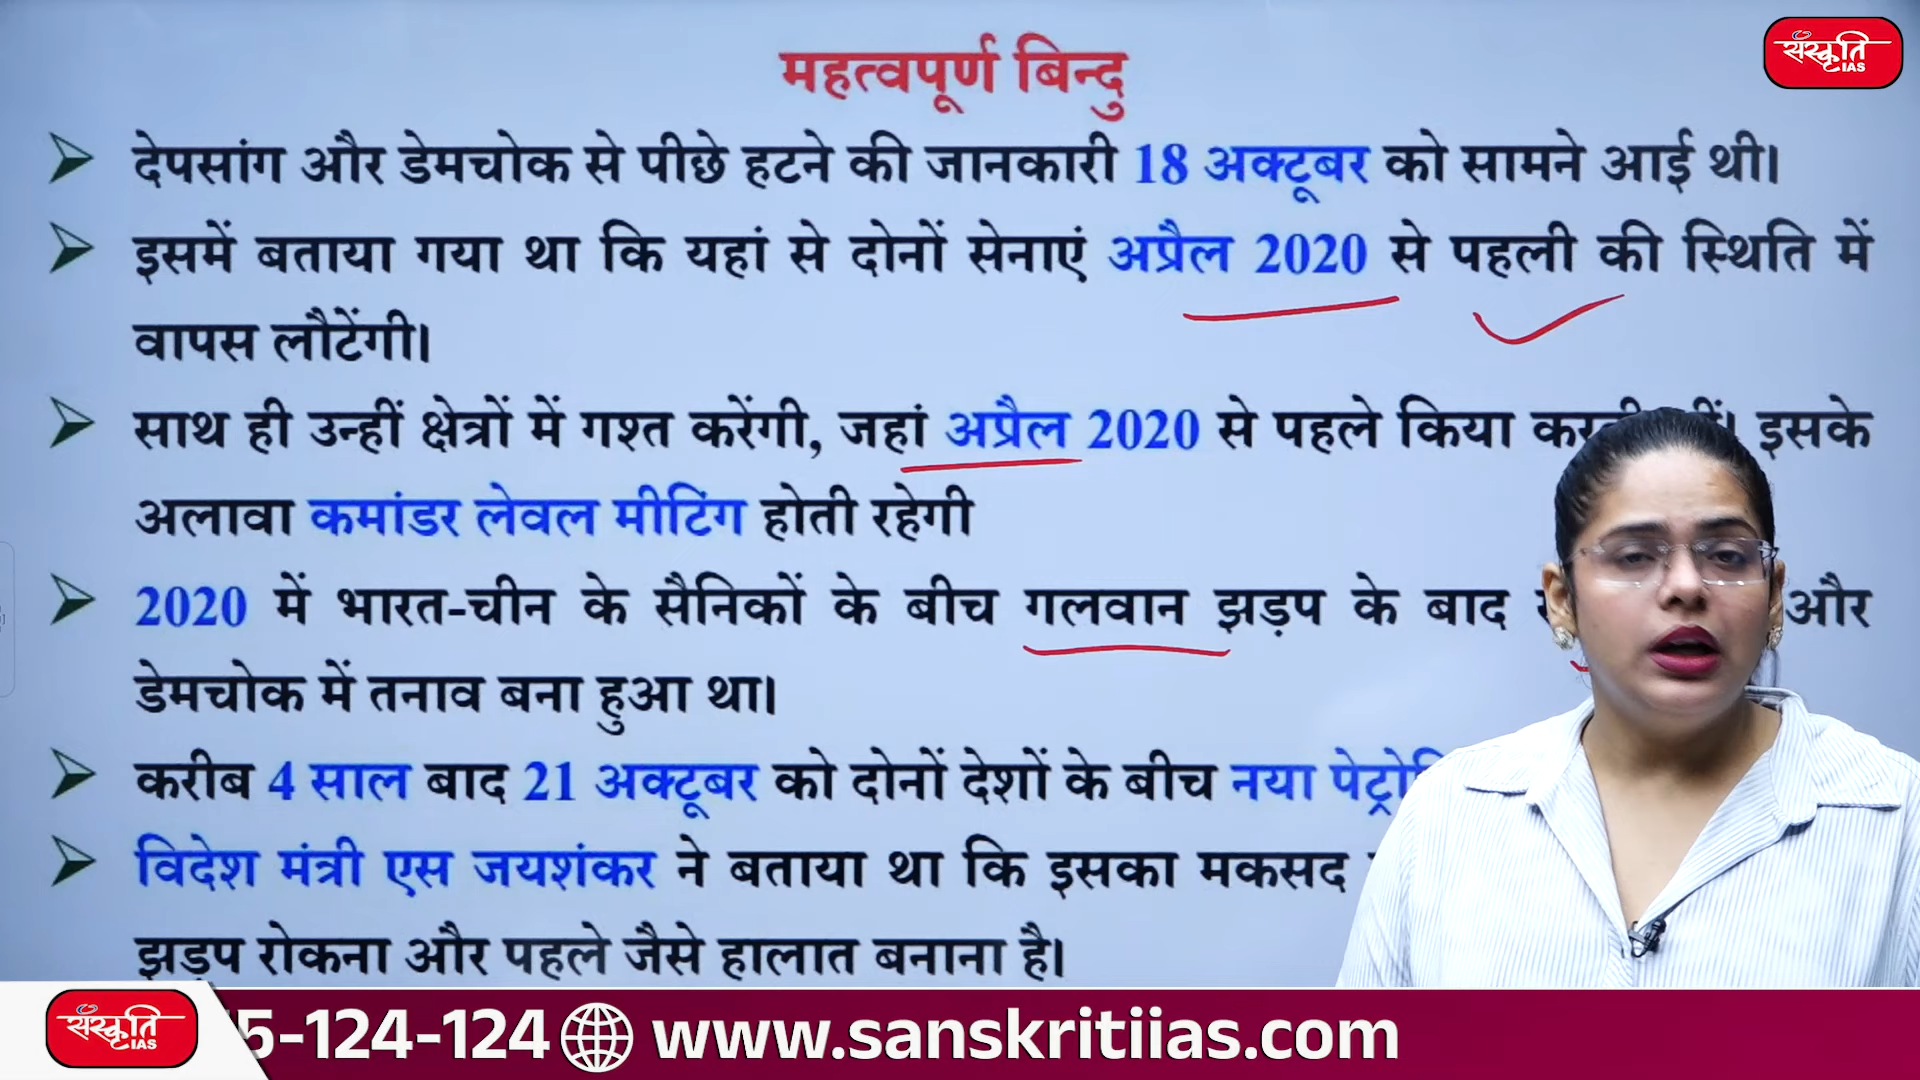 महत्वपूर्ण बिन्दु
संस्कृति
IAS
देपसांग और डेमचोक से पीछे हटने की जानकारी 18 अक्टूबर को सामने आई थी।
इसमें बताया गया था कि यहां से दोनों सेनाएं अप्रैल 2020 से पहली की स्थिति में
वापस लौटेंगी।
साथ ही उन्हीं क्षेत्रों में गश्त करेंगी, जहां अप्रैल 2020 से पहले किया इसके
अलावा कमांडर लेवल मीटिंग होती रहेगी
2020 में भारत-चीन के सैनिकों के बीच गलवान झड़प के बाद और
डेमचोक में तनाव बना हुआ था।
करीब 4 साल बाद 21 अक्टूबर को दोनों देशों के बीच नया
विदेश मंत्री एस जयशंकर ने बताया था कि इसका मकसद
झड़प रोकना और पहले जैसे हालात बनाना है।
संस्कृति
IAS
5-124-124 www.sanskritiias.com